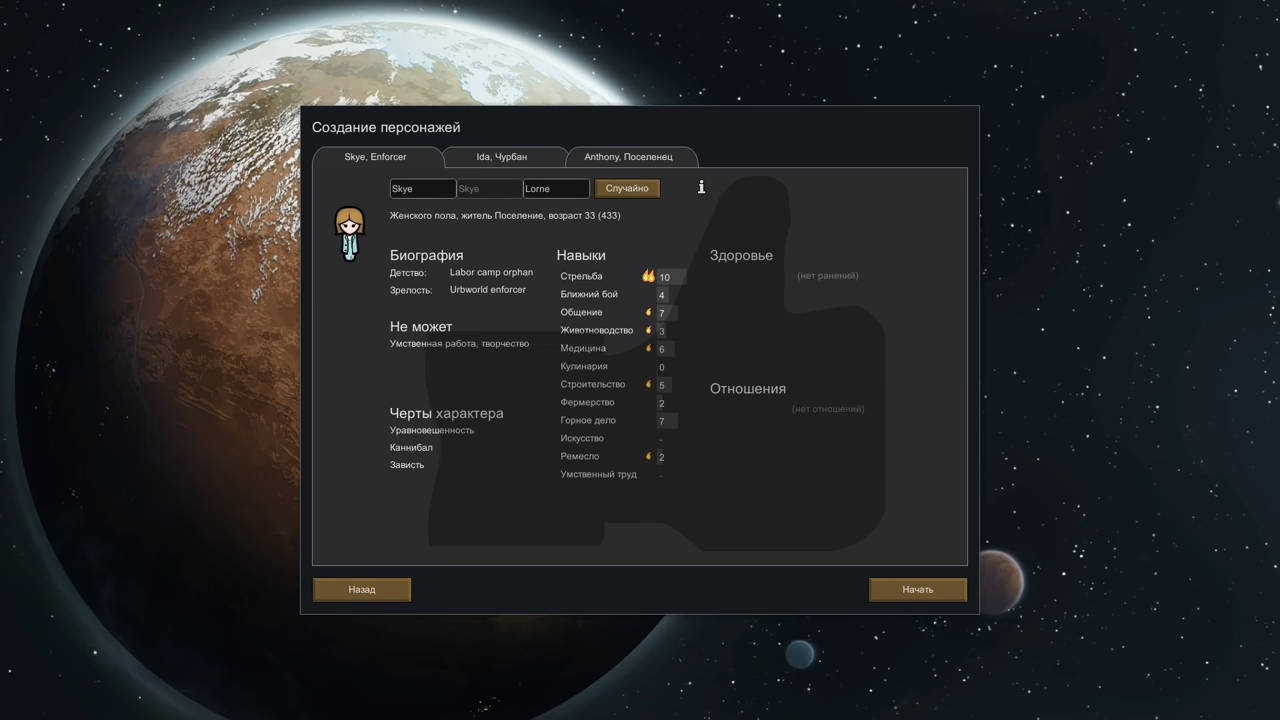 Создание персонажей
Skye, Enforcer
Ida, Чурбан
Anthony, Поселенец
Skye
Skye
Lorne
Случайно
Женского пола, житель Поселение, возраст 33 (433)
Биография
Детство: Labor camp orphan
Зрелость: Urbworld enforcer
Не может
Умственная работа, творчество
Черты характера
Уравновешенность
Каннибал
Зависть
Навыки
Стрельба 10
Ближний бой 4
Общение 7
Животноводство 3
Медицина 6
Кулинария 0
Строительство 5
Фермерство 2
Горное дело 7
Искусство -
Ремесло 2
Умственный труд -
Здоровье
(нет ранений)
Отношения
(нет отношений)
Назад
Начать